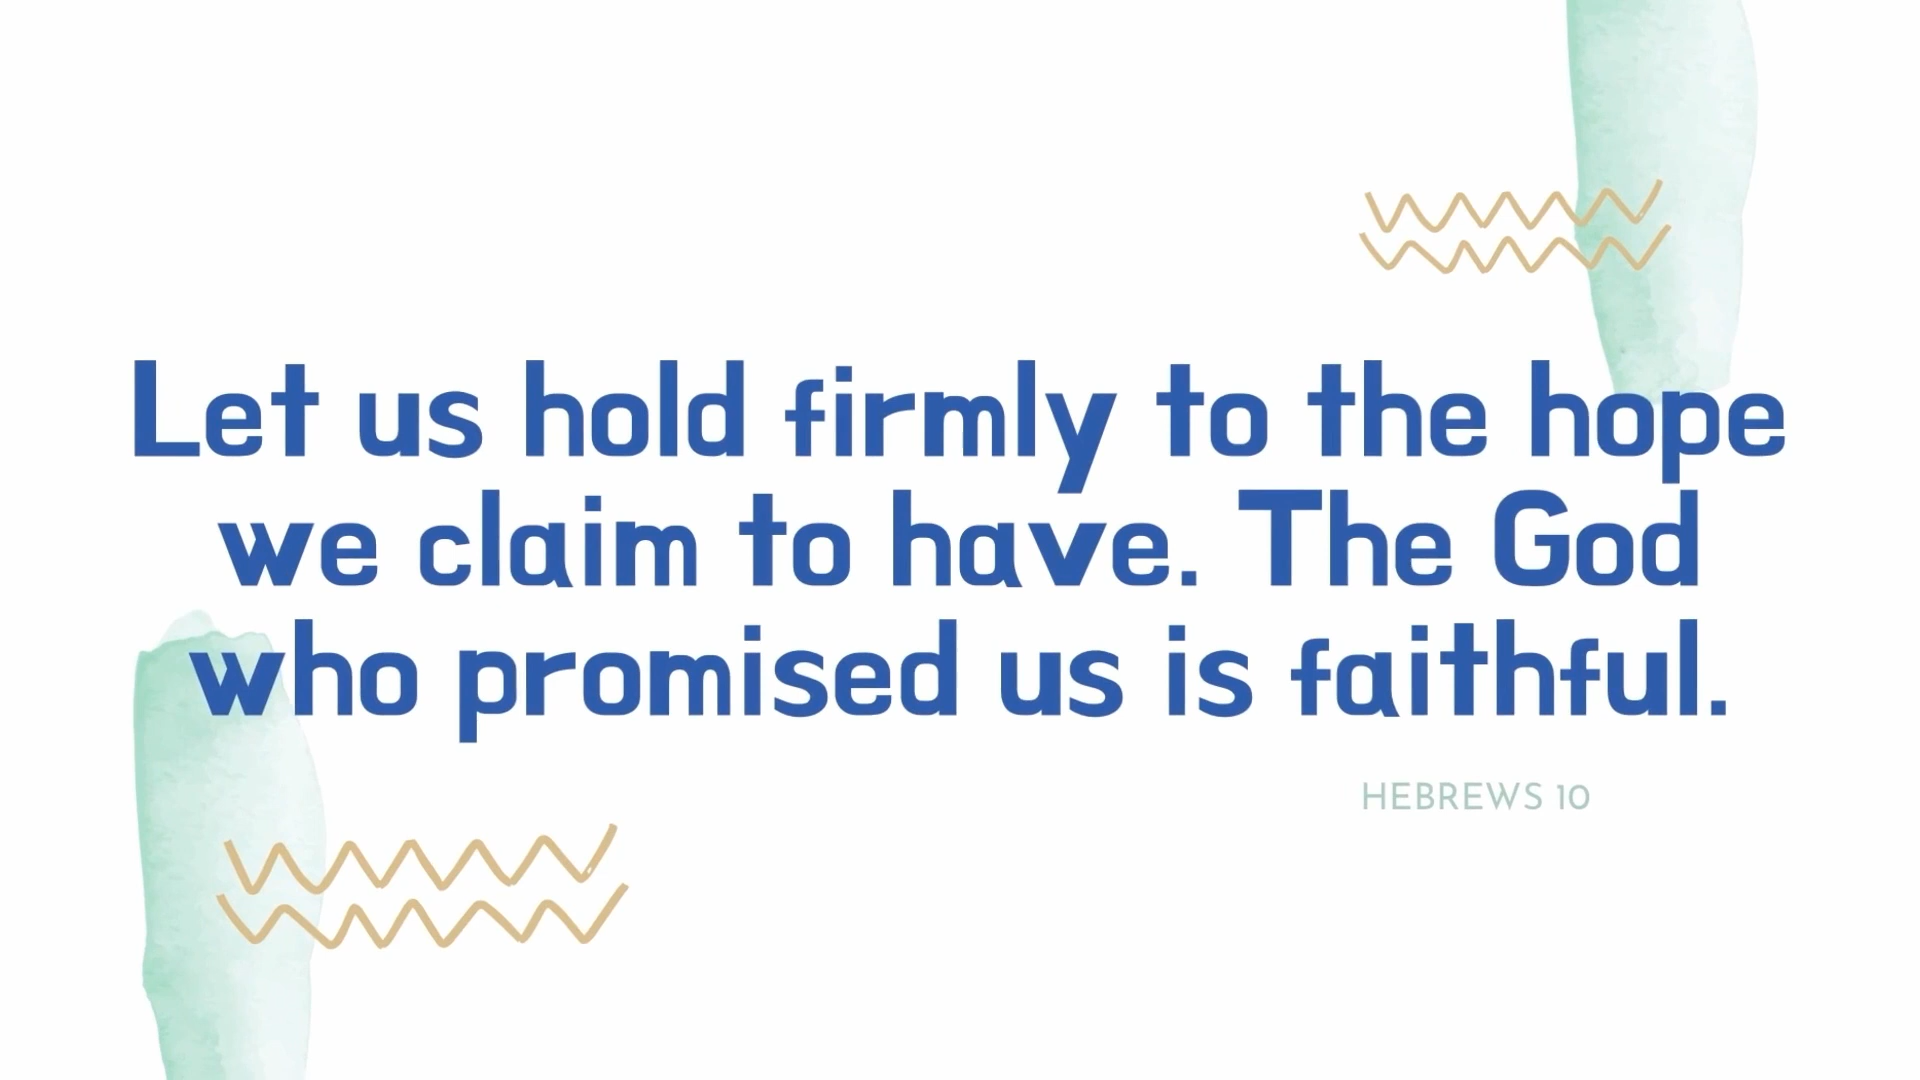 Let us hold firmly to the hope
we claim to have. The God
who promised us is faithful.
HEBREWS 10